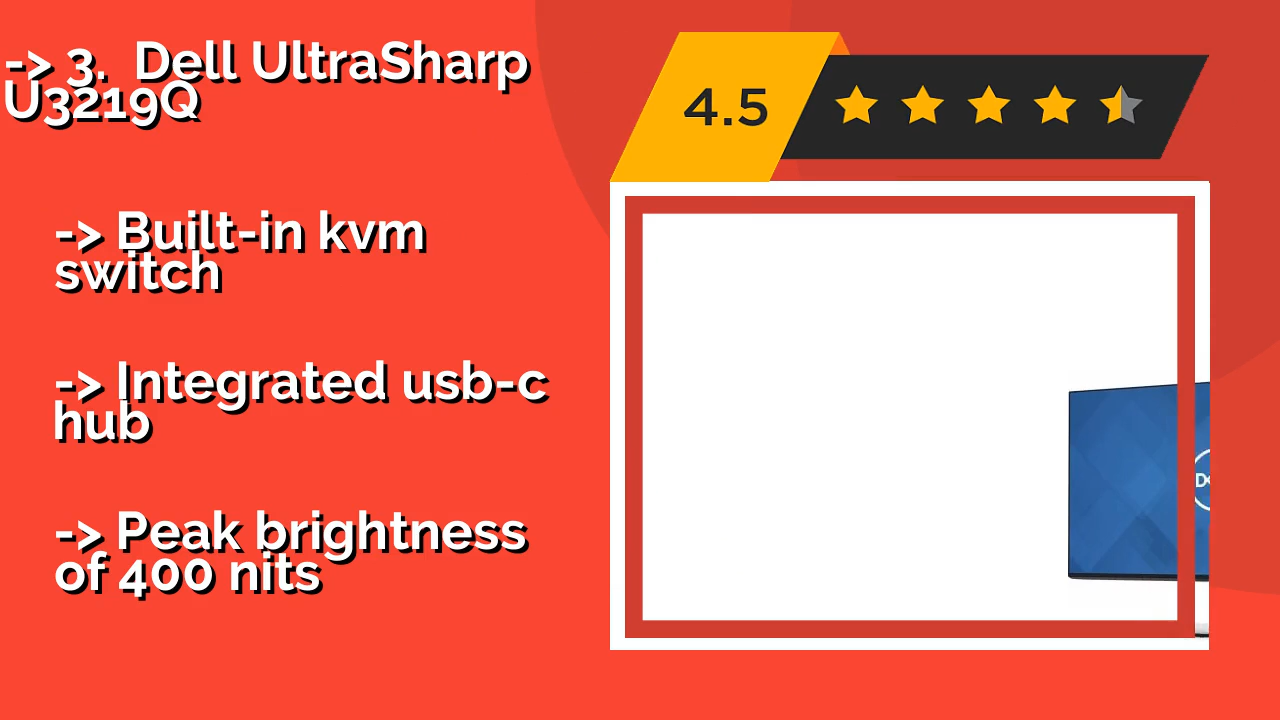 -> 3.  Dell UltraSharp
U3219Q
4.5
-> Built-in kvm
switch
-> Integrated usb-c
hub
-> Peak brightness
of 400 nits